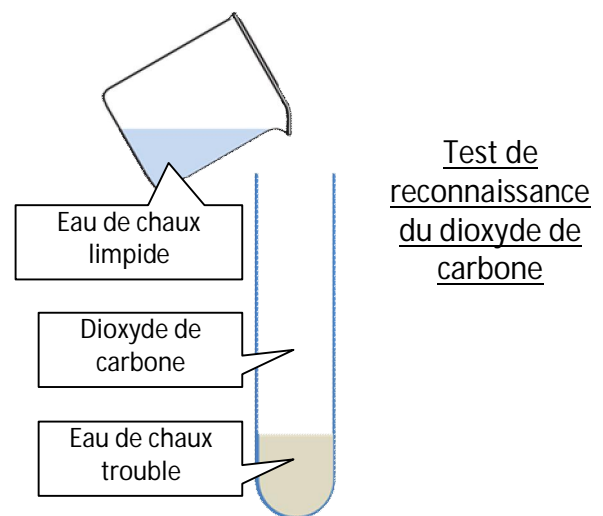 Test de
reconnaissance
du dioxyde de
carbone
Eau de chaux
limpide
Dioxyde de
carbone
Eau de chaux
trouble